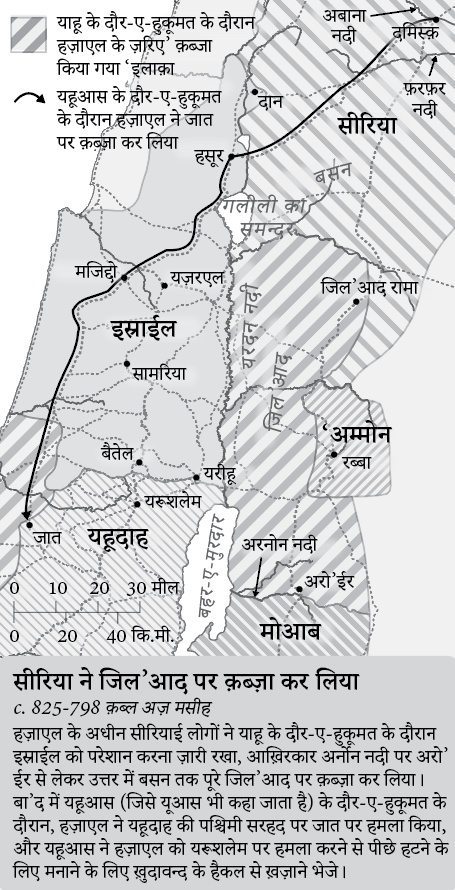 याहू के दौर-ए-हुकूमत के दौरान
हज़ाएल के ज़रिए’ क़ब्जा
किया गया ‘इलाक़ा
यहूआस के दौर-ए-हुकूमत
के दौरान हज़ाएल ने जात
पर क़ब्ज़ा कर लिया
अबाना
नदी
दमिस्क़
फ़रफ़र
नदी
दान
सीरिया
हसूर
बसन
गलीली का
समन्दर
मजिद्दो
यज़रएल
जिल’आद रामा
इस्राईल
यरदन नदी
जिल आद
सामरिया
‘अम्मोन
रब्बा
बैतेल
यरीहू
यरूशलेम
जात
यहूदाह
बहर-ए-मुरदार
अरनोन नदी
अरो’ईर
मोआब
0 10 20 30 मील
0 20 40 कि.मी.
सीरिया ने जिल’आद पर क़ब्ज़ा कर लिया
c. 825-798 क़ब्ल अज़ मसीह
हज़ाएल के अधीन सीरियाई लोगों ने याहू के दौर-ए-हुकूमत के दौरान
इस्राईल को परेशान करना ज़ारी रखा, आख़िरकार अर्नोन नदी पर अरो’
ईर से लेकर उत्तर में बसन तक पूरे जिल’आद पर क़ब्ज़ा कर लिया।
बा’द में यहूआस (जिसे यूआस भी कहा जाता है) के दौर-ए-हुकूमत के
दौरान, हज़ाएल ने यहूदाह की पश्चिमी सरहद पर जात पर हमला किया,
और यहूआस ने हज़ाएल को यरूशलेम पर हमला करने से पीछे हटने के
लिए मनाने के लिए ख़ुदावन्द के हैकल से ख़ज़ाने भेजे।